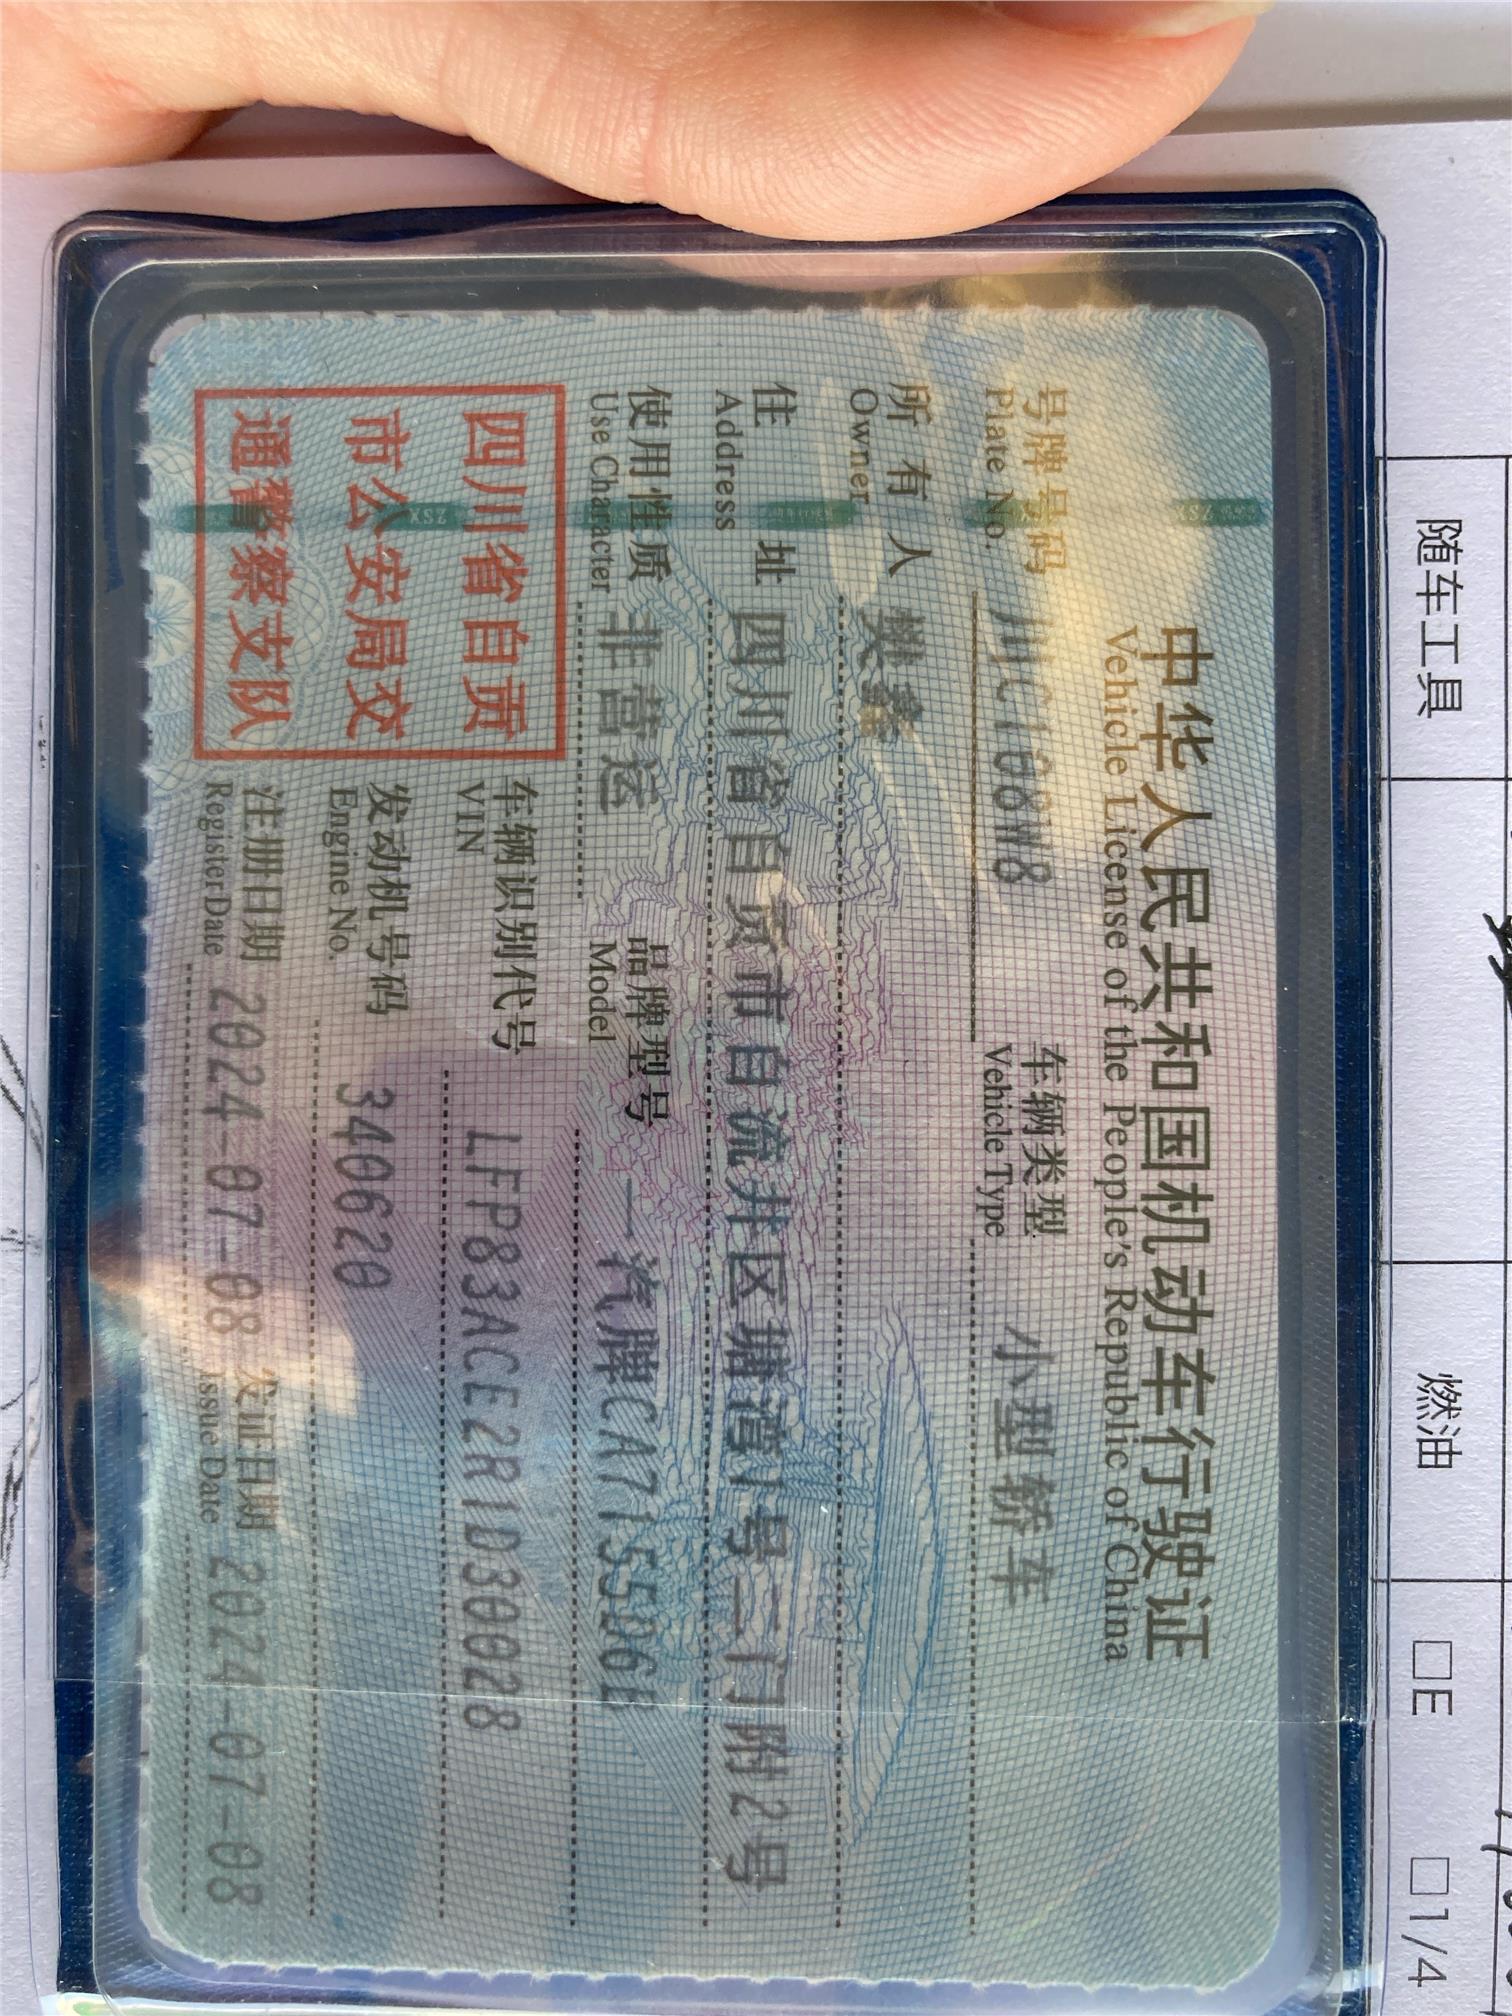 中华人民共和国机动车行驶证
Vehicle License of the People's Republic of China
号牌号码 川C108W8 车辆类型 小型轿车
Plate No. Vehicle Type
所有人 樊鑫
Owner
住址 四川省自贡市自流井区塘湾1号二门附2号
Address
使用性质 非营运 品牌型号 一汽牌CA7155D6E
Use Character Model
四川省自贡
市公安局交
通警察支队
车辆识别代号 LFP83ACE2R1D30028
VIN
发动机号码 340620
Engine No.
注册日期 2024-07-08 发证日期 2024-07-08
Register Date Issue Date
随车工具
燃油 □E □1/4